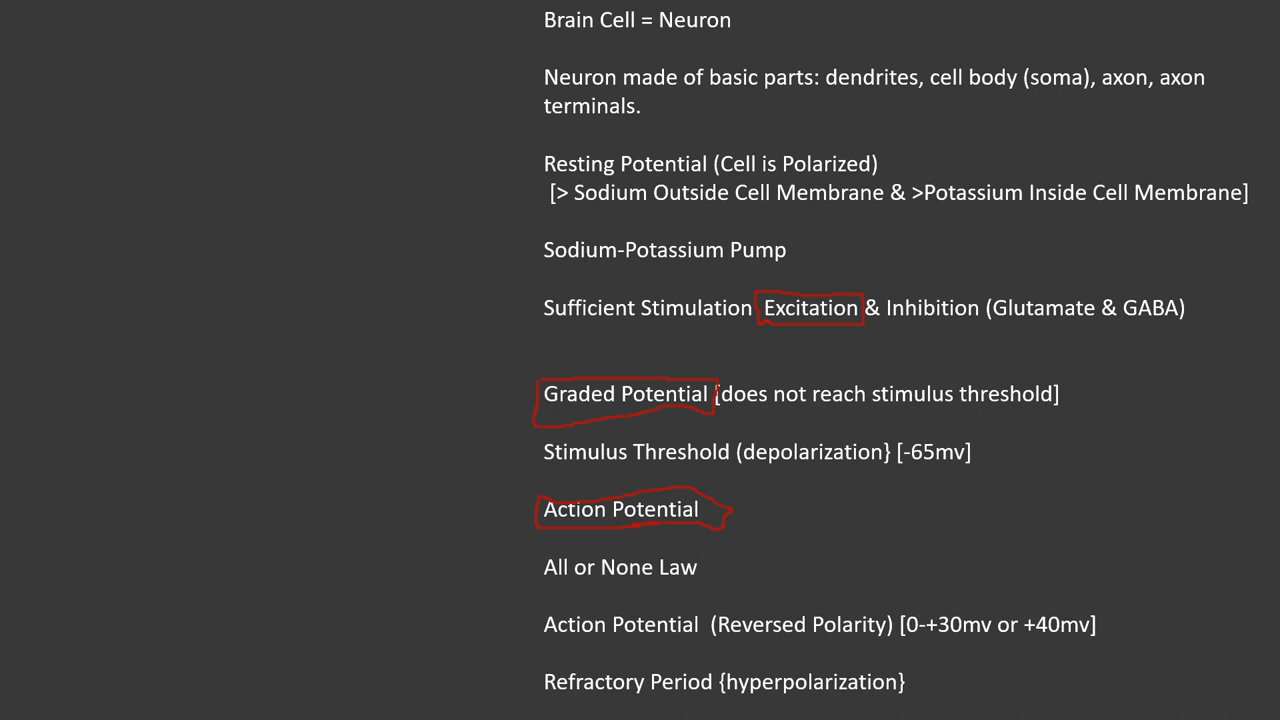 Brain Cell = Neuron
Neuron made of basic parts: dendrites, cell body (soma), axon, axon
terminals.
Resting Potential (Cell is Polarized)
[> Sodium Outside Cell Membrane & >Potassium Inside Cell Membrane]
Sodium-Potassium Pump
Sufficient Stimulation Excitation & Inhibition (Glutamate & GABA)
Graded Potential [does not reach stimulus threshold]
Stimulus Threshold (depolarization} [-65mv]
Action Potential
All or None Law
Action Potential (Reversed Polarity) [0-+30mv or +40mv]
Refractory Period {hyperpolarization}